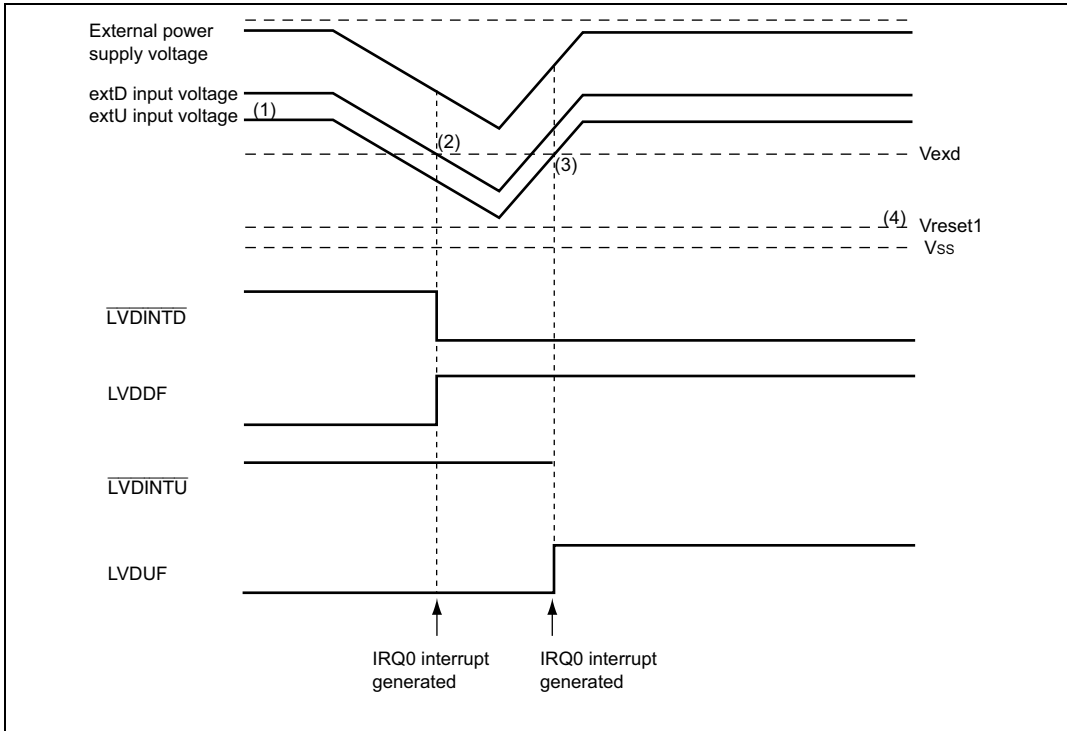 External power
supply voltage
extD input voltage
extU input voltage
(1)
(2)
(3)
Vexd
(4)
Vreset1
Vss
LVDINTD
LVDDF
LVDINTU
LVDUF
IRQ0 interrupt
generated
IRQ0 interrupt
generated